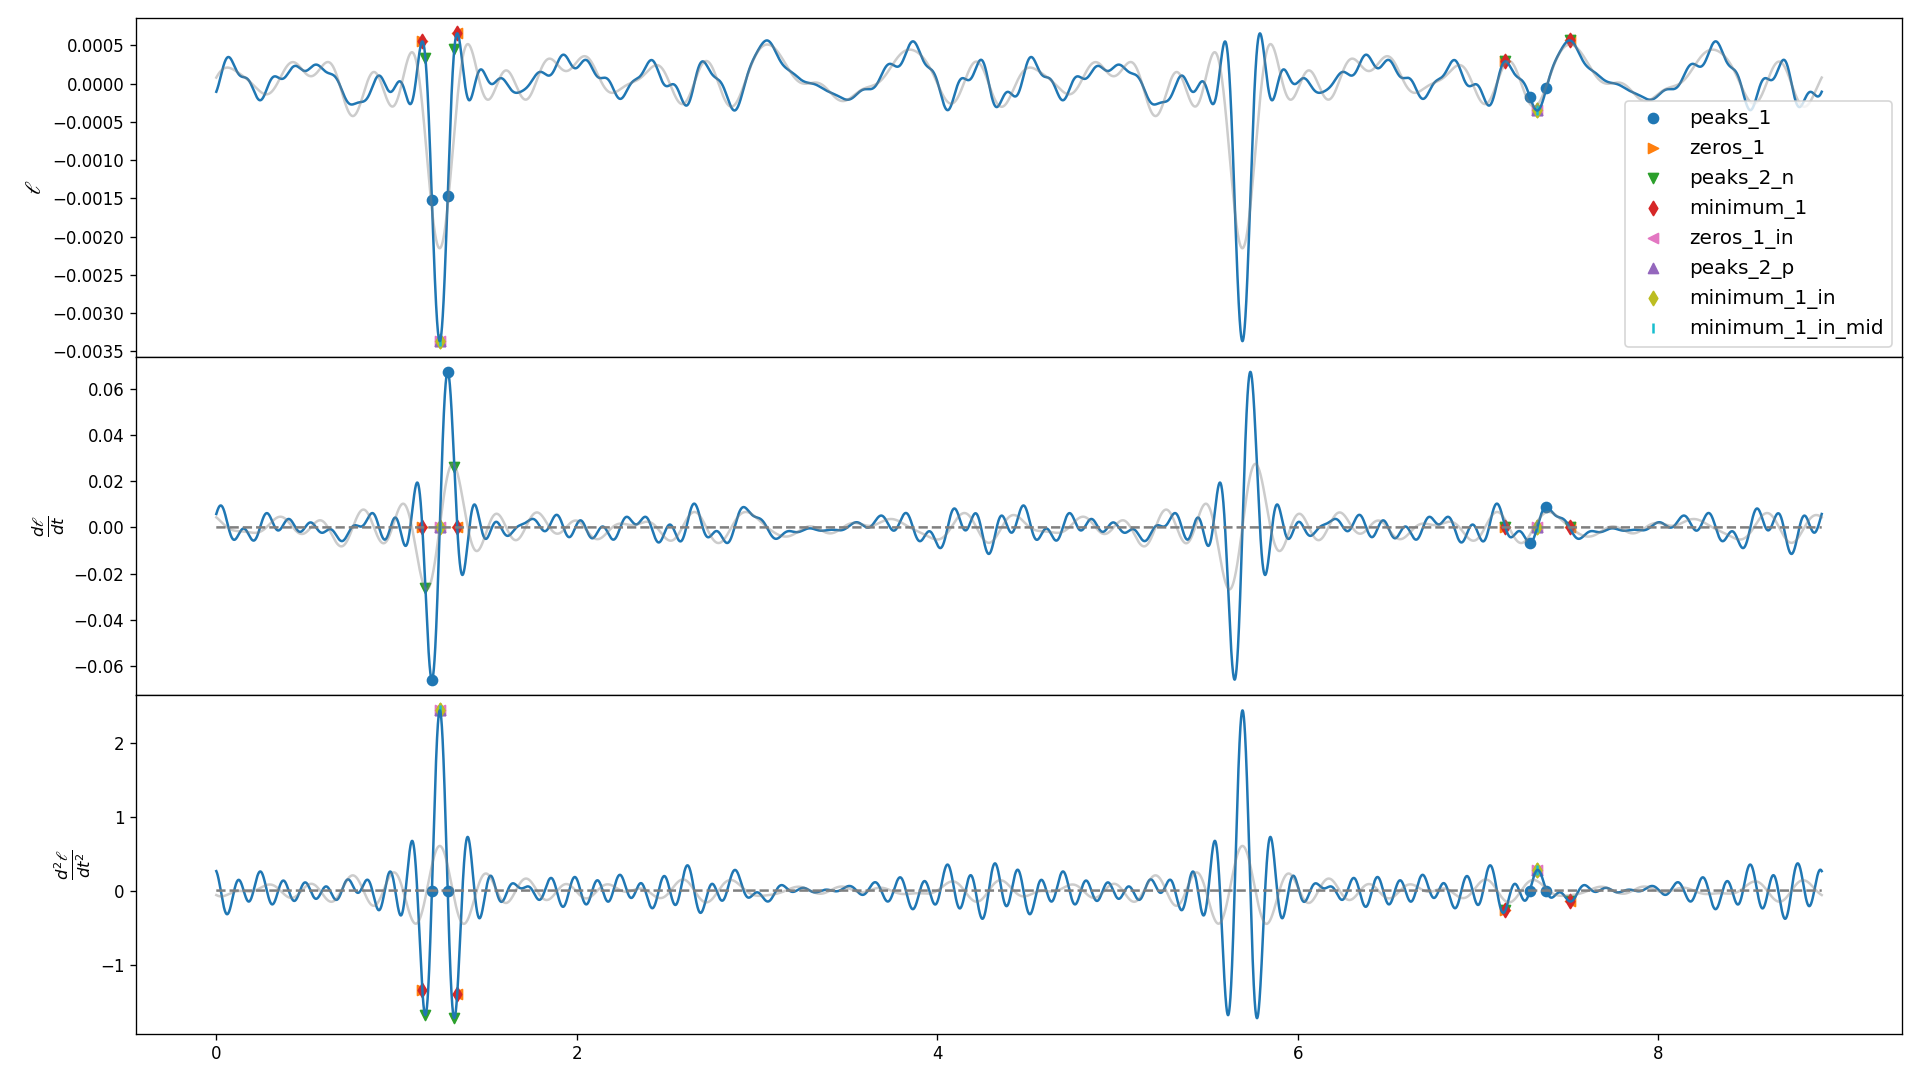 0.0005
0.0000
−0.0005
−0.0010
−0.0015
−0.0020
−0.0025
−0.0030
−0.0035
ℓ
peaks_1
zeros_1
peaks_2_n
minimum_1
zeros_1_in
peaks_2_p
minimum_1_in
minimum_1_in_mid
0.06
0.04
0.02
0.00
−0.02
−0.04
−0.06
dℓ
dt
2
1
0
−1
d²ℓ
dt²
0 2 4 6 8